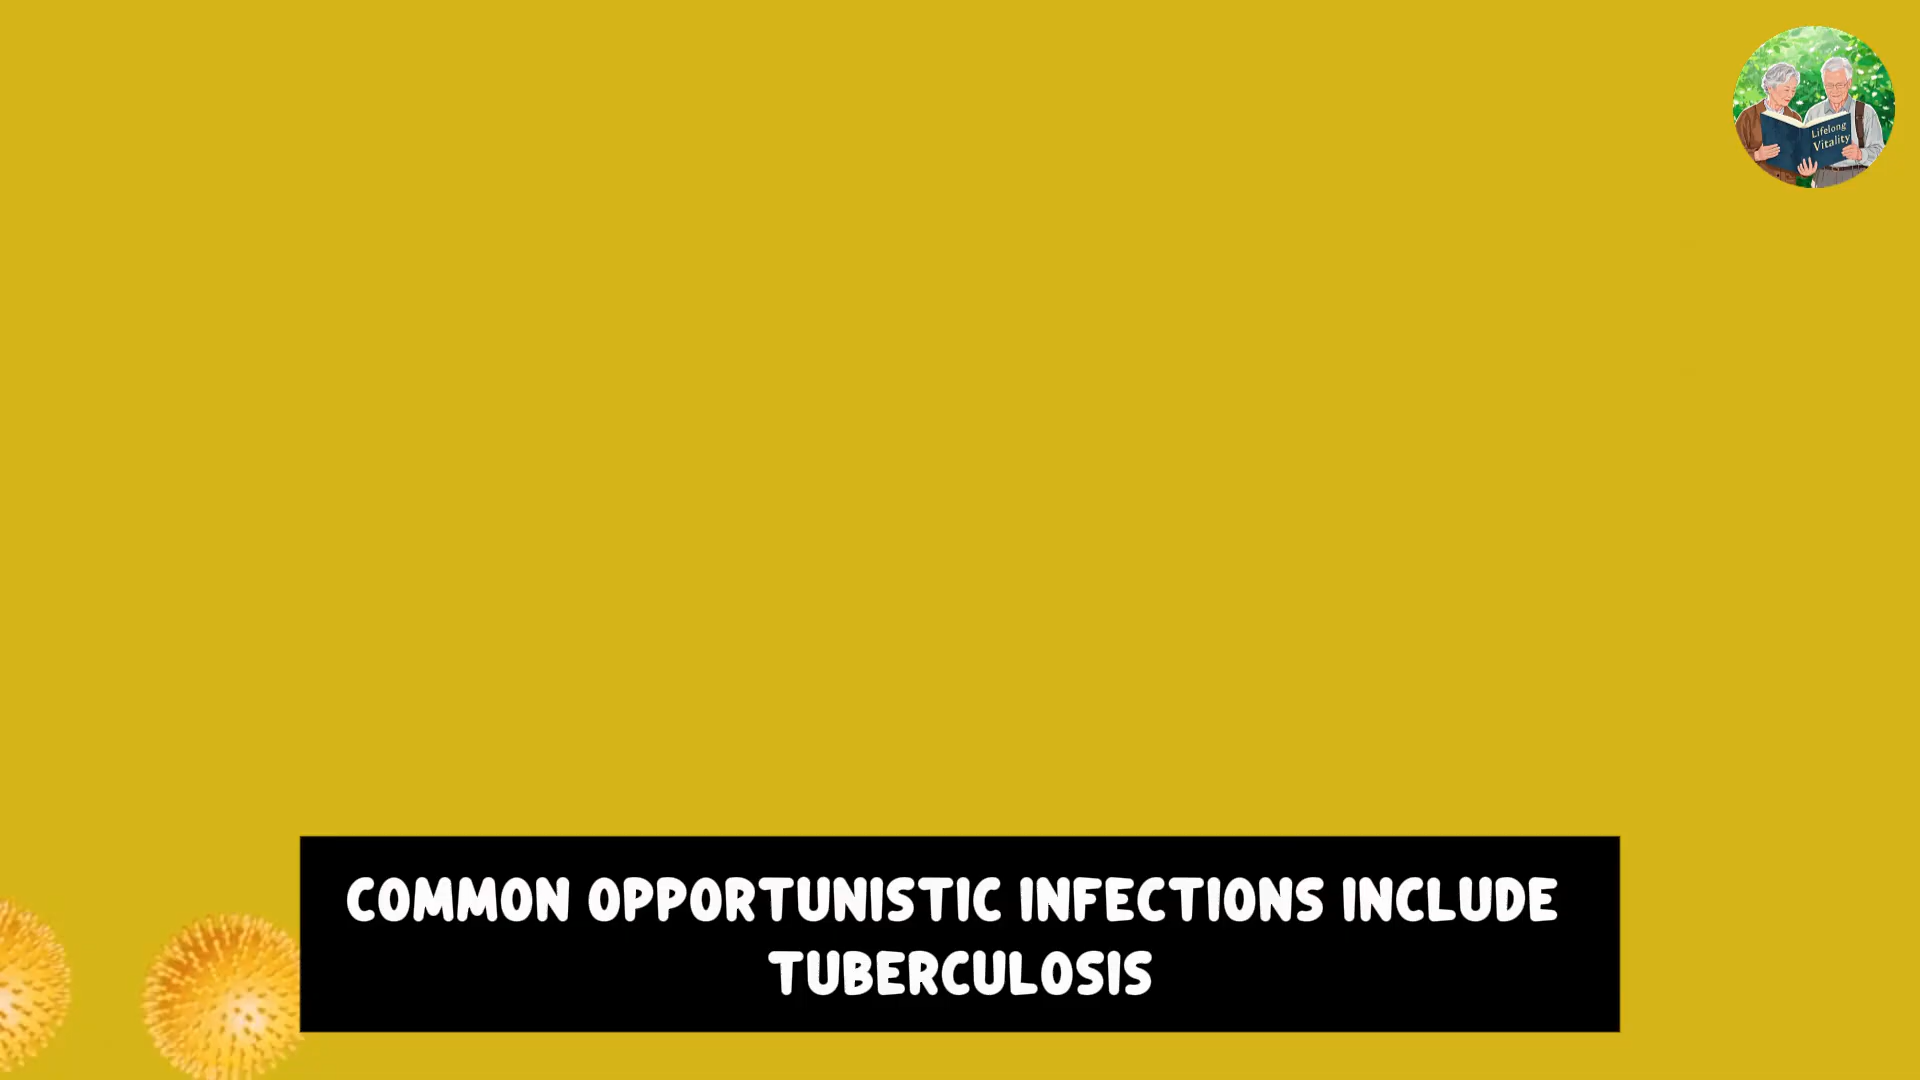 Lifelong
Vitality
COMMON OPPORTUNISTIC INFECTIONS INCLUDE
TUBERCULOSIS